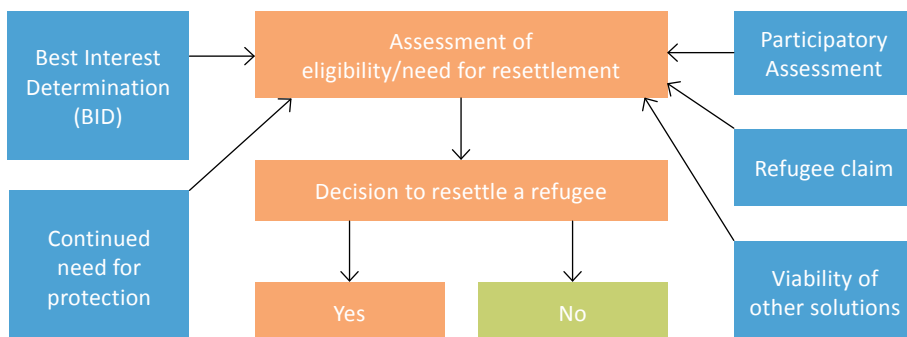 Best Interest
Determination
(BID)
Assessment of
eligibility/need for resettlement
Participatory
Assessment
Refugee claim
Decision to resettle a refugee
Continued
need for
protection
Yes
No
Viability of
other solutions